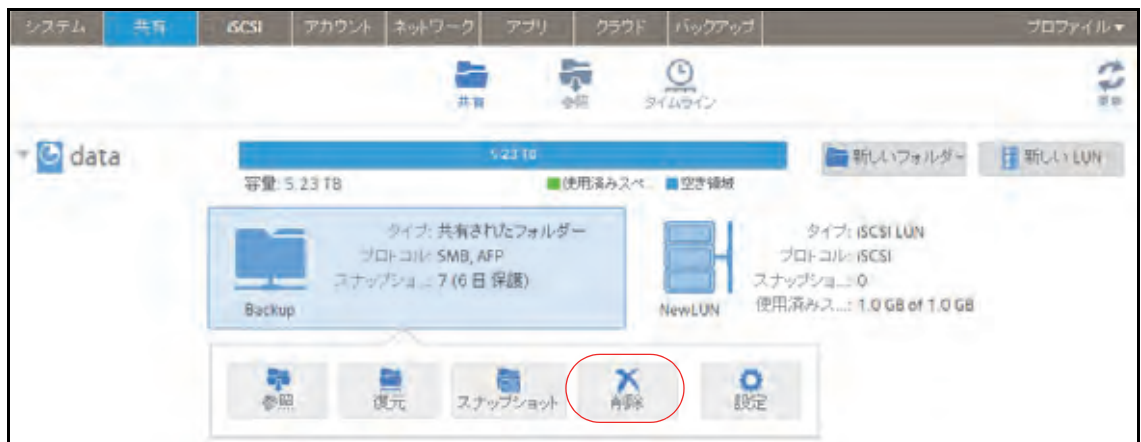 システム 共有 iSCSI アカウント ネットワーク アプリ クラウド バックアップ プロファイル
共有 参照 タイムライン 更新
data 5.23 TB 新しいフォルダー 新しい LUN
容量: 5.23 TB 使用済みスペ... 空き領域
タイプ: 共有されたフォルダー タイプ: iSCSI LUN
プロトコル: SMB, AFP プロトコル: iSCSI
スナップショ...: 7 (6 日 保護) スナップショ...: 0
Backup NewLUN 使用済みス...: 1.0 GB of 1.0 GB
参照 復元 スナップショット 削除 設定